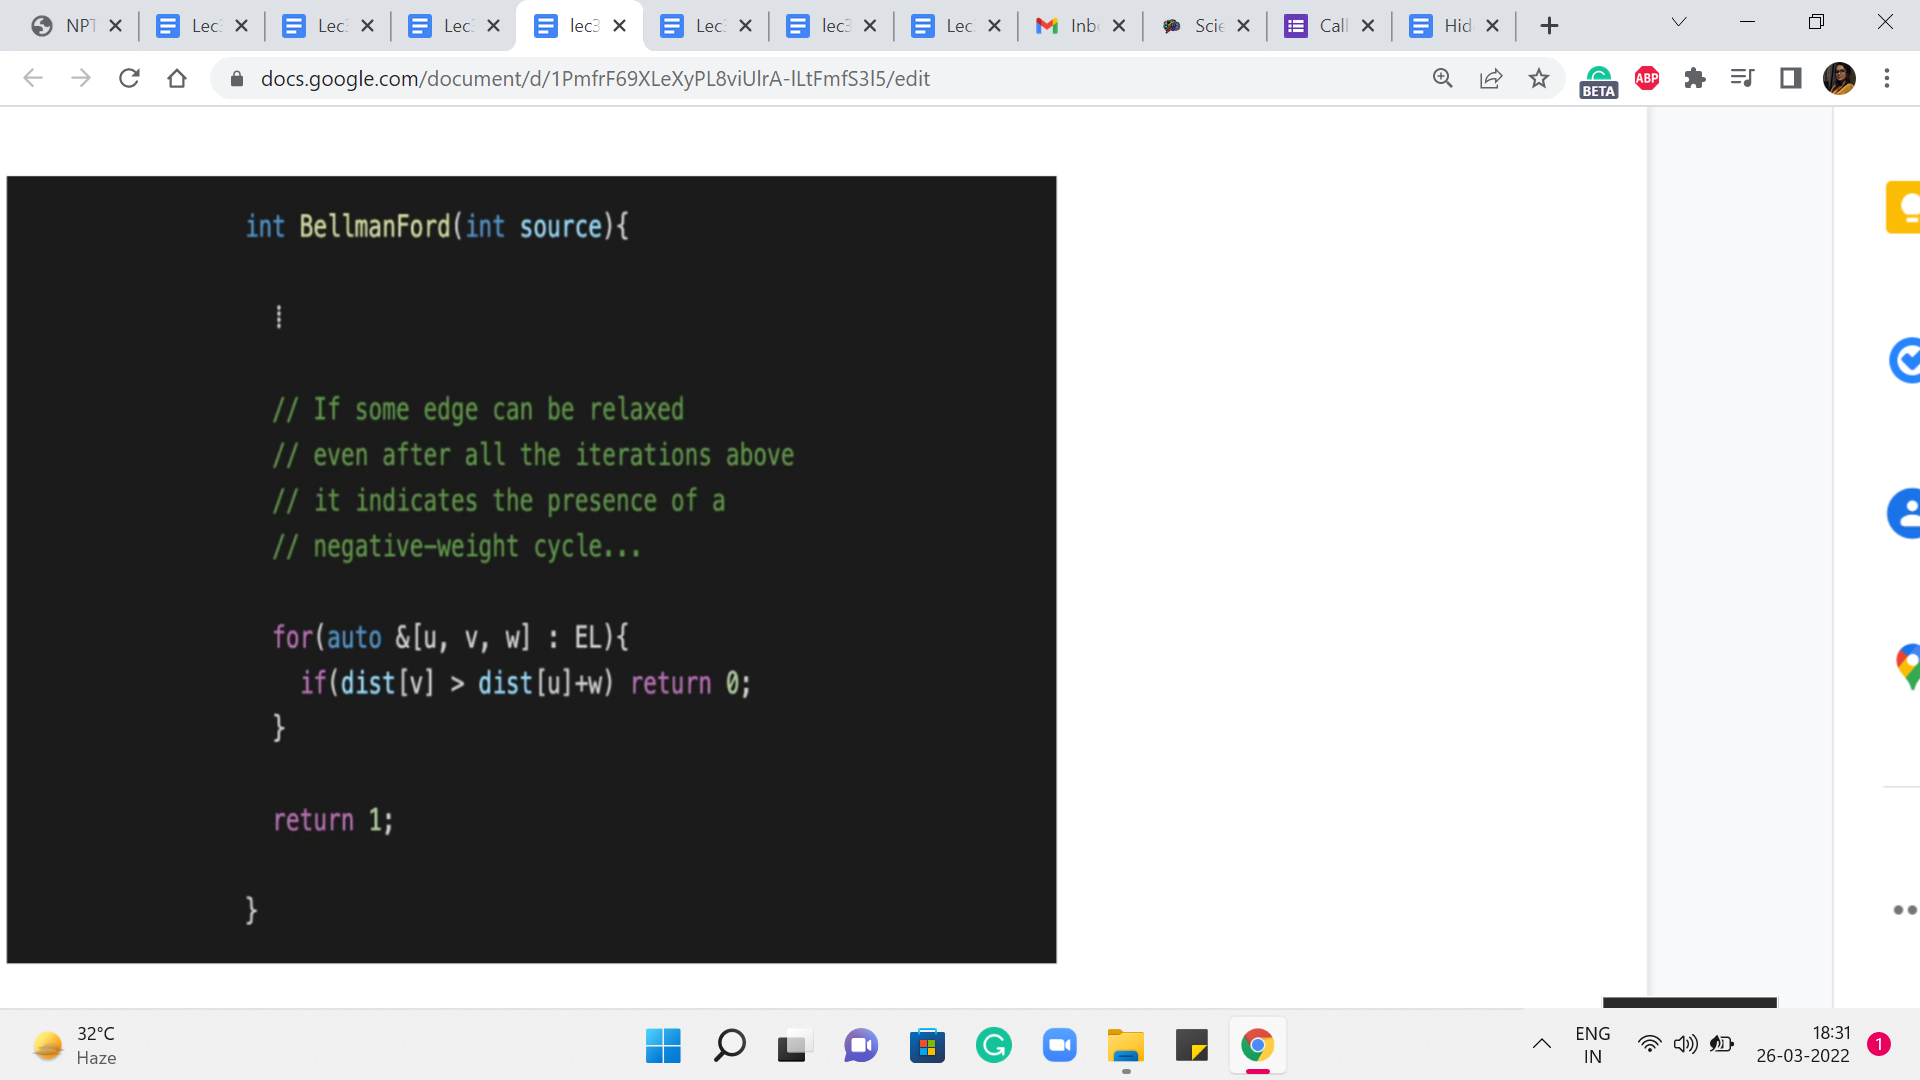 NPT
Lec
Lec
Lec
lec3
Lec
lec3
Lec
Inb
Scie
Call
Hid
docs.google.com/document/d/1PmfrF69XLeXyPL8viUlrA-lLtFmfS3l5/edit
BETA
ABP
int BellmanFord(int source){
⋮
// If some edge can be relaxed
// even after all the iterations above
// it indicates the presence of a
// negative-weight cycle...
for(auto &[u, v, w] : EL){
if(dist[v] > dist[u]+w) return 0;
}
return 1;
}
32°C
Haze
ENG
IN
18:31
26-03-2022
1